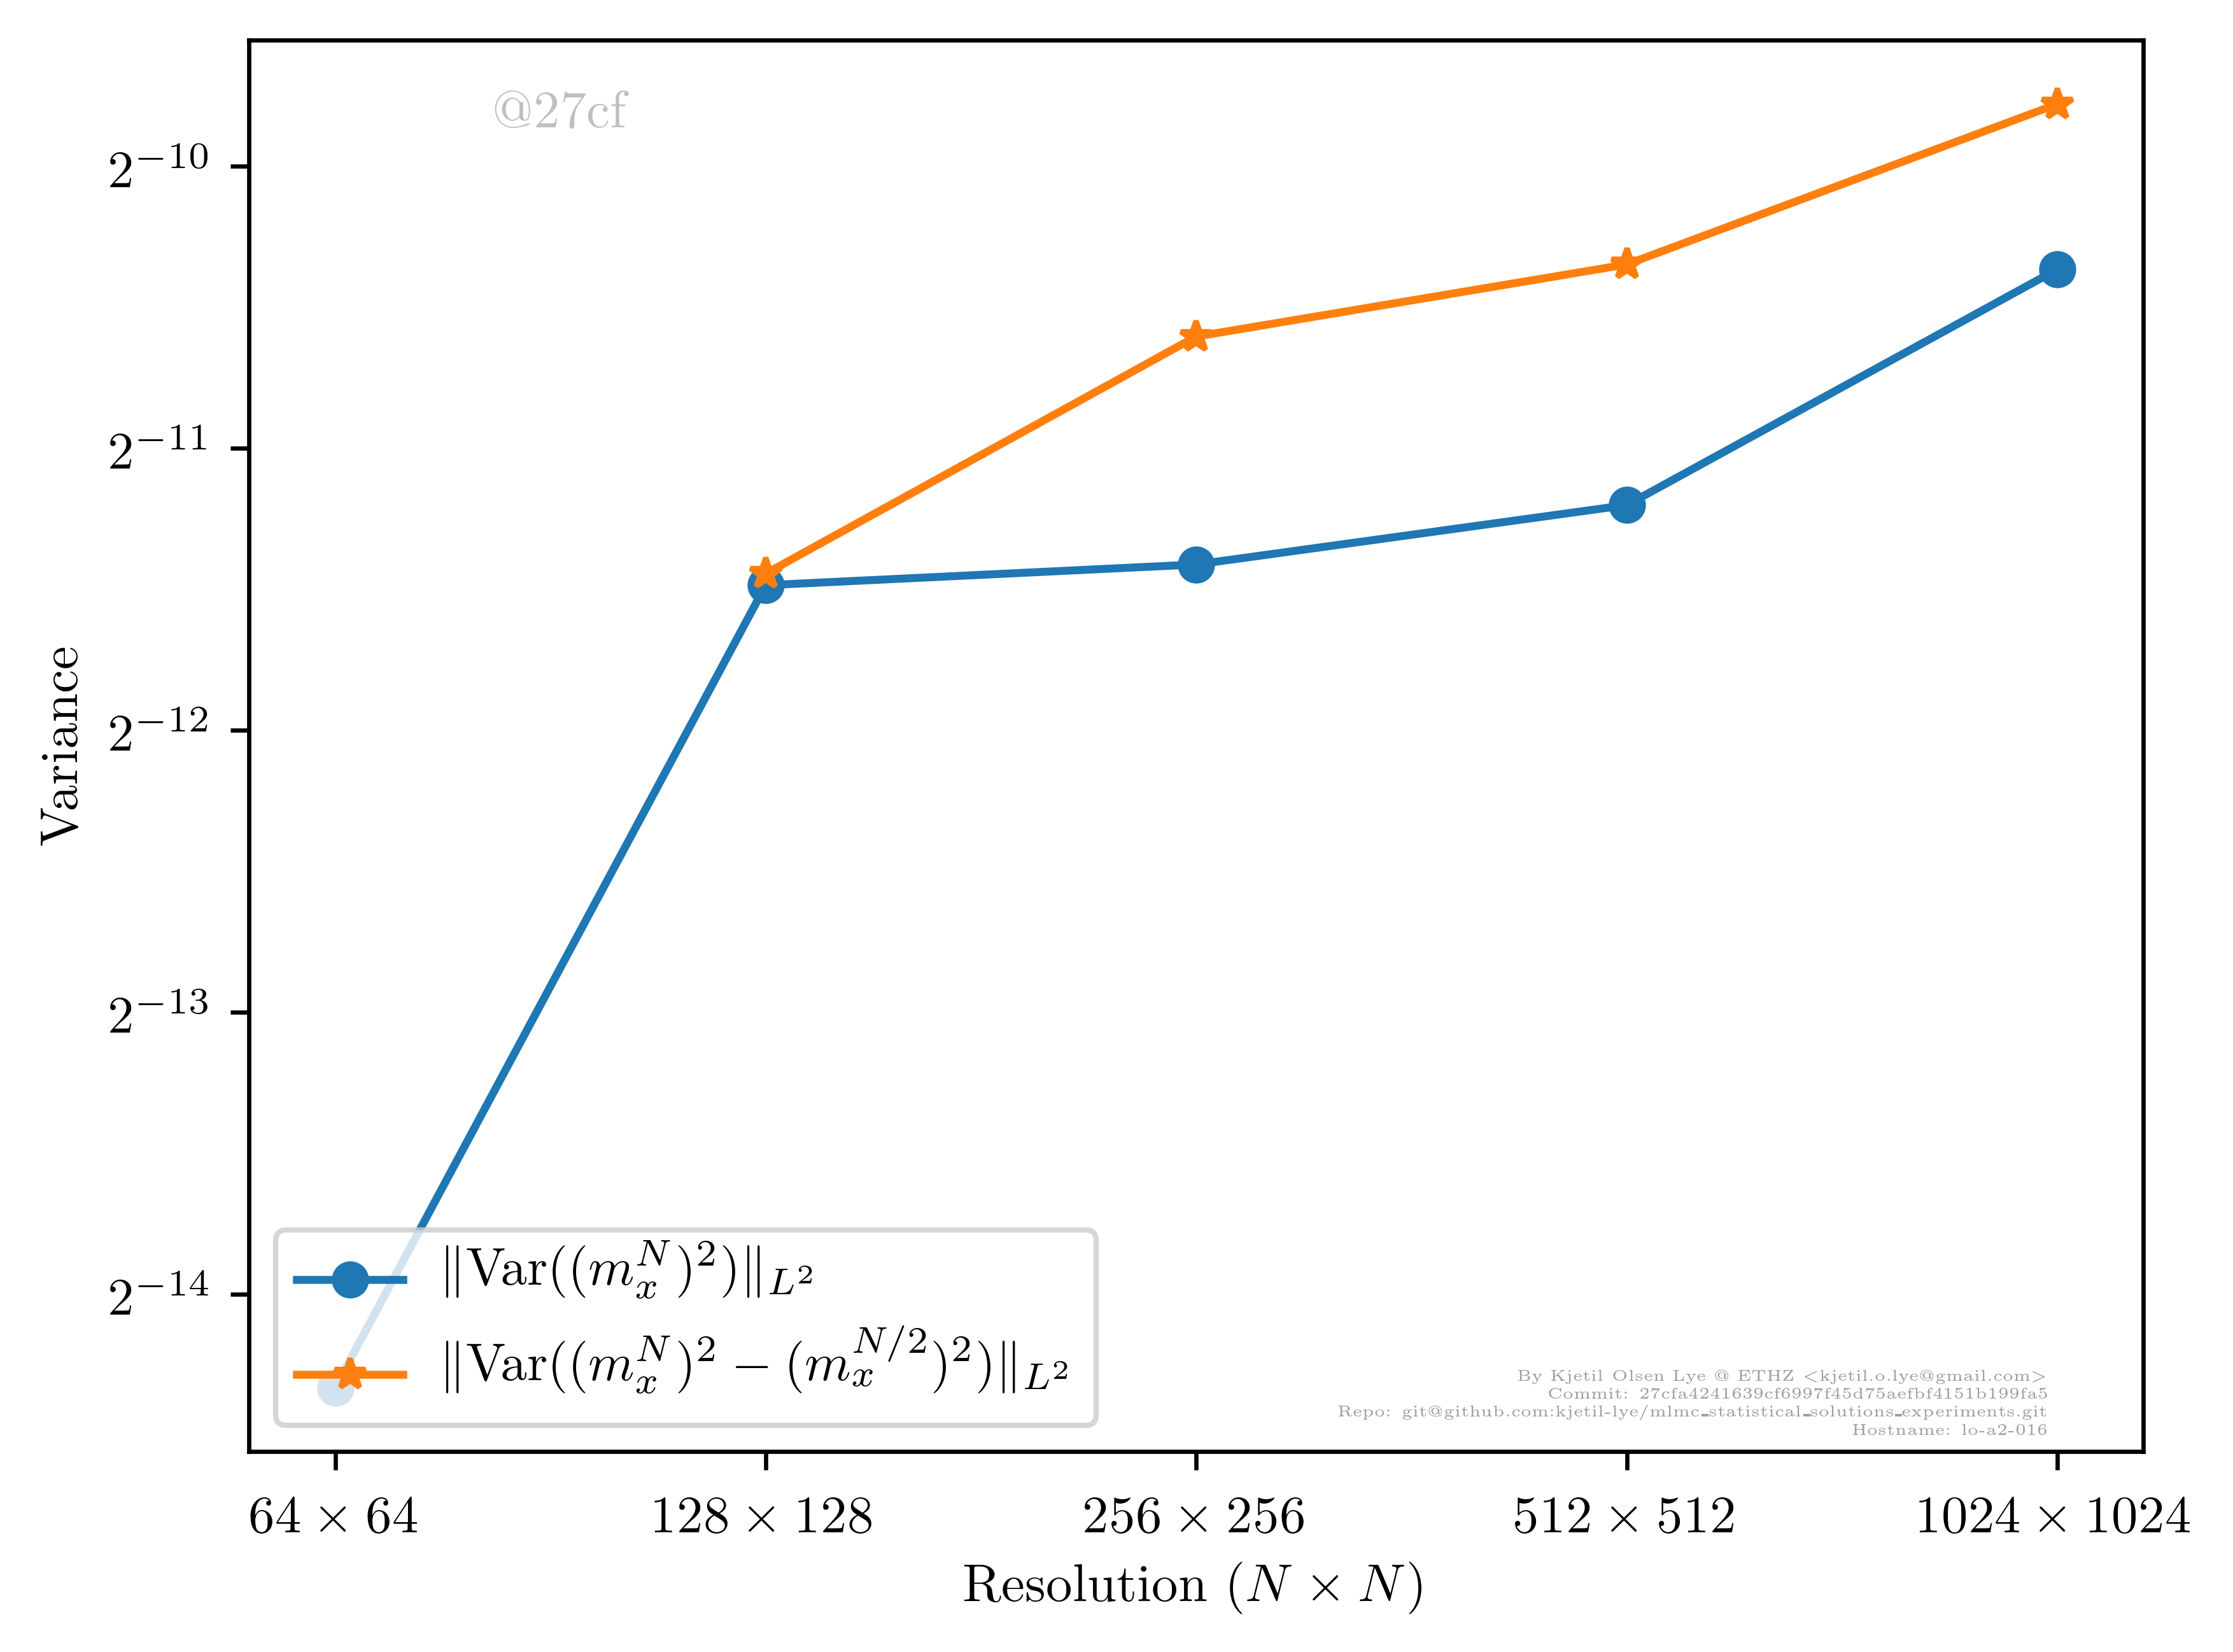 @27cf
2^{-10}
2^{-11}
2^{-12}
2^{-13}
2^{-14}
Variance
‖Var((m_x^N)^2)‖_{L^2}
‖Var((m_x^N)^2 − (m_x^{N/2})^2)‖_{L^2}
By Kjetil Olsen Lye @ ETHZ <kjetil.o.lye@gmail.com>
Commit: 27cfa4241639cf6997f45d75aefbf4151b199fa5
Repo: git@github.com:kjetil-lye/mlmc_statistical_solutions_experiments.git
Hostname: lo-a2-016
64 × 64 128 × 128 256 × 256 512 × 512 1024 × 1024
Resolution (N × N)